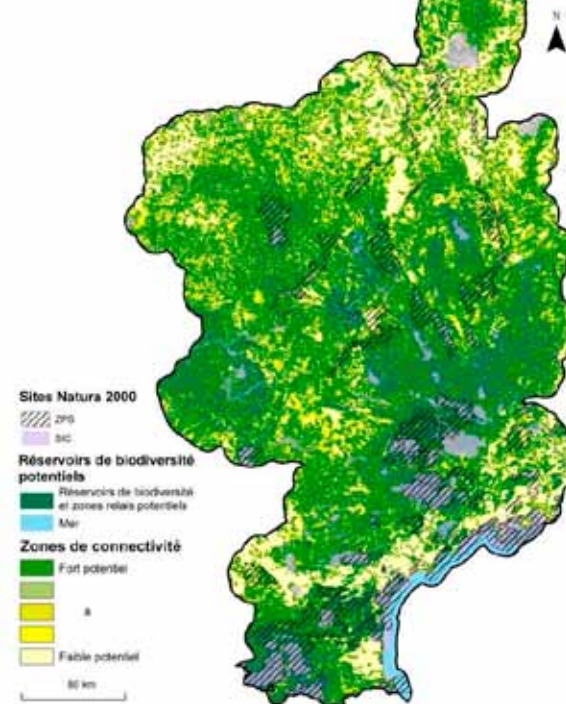 N
Sites Natura 2000
ZPS
SIC
Réservoirs de biodiversité
potentiels
Réservoirs de biodiversité
et zones relais potentiels
Mer
Zones de connectivité
Fort potentiel
à
Faible potentiel
80 km